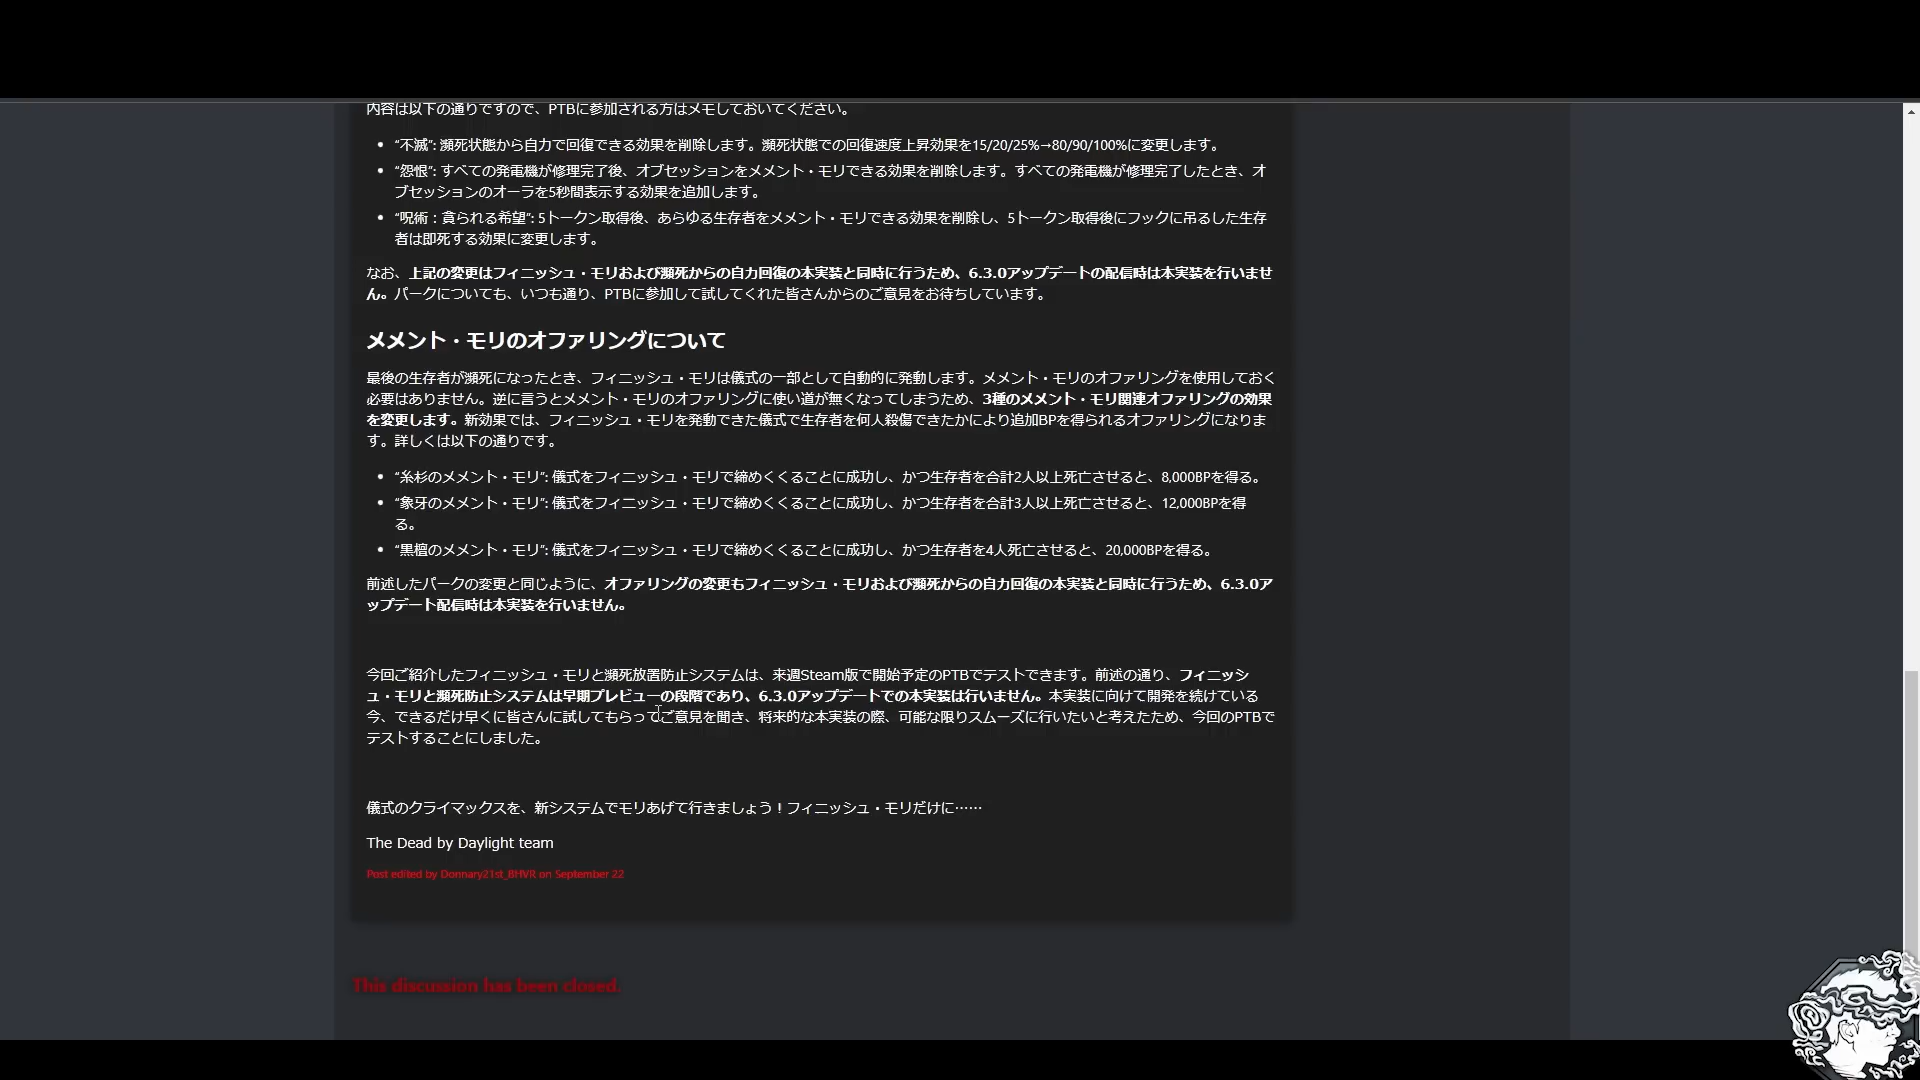 内容は以下の通りですので、PTBに参加される方はメモしておいてください。
• “不滅”: 瀕死状態から自力で回復できる効果を削除します。瀕死状態での回復速度上昇効果を15/20/25%→80/90/100%に変更します。
• “怨恨”: すべての発電機が修理完了後、オブセッションをメメント・モリできる効果を削除します。すべての発電機が修理完了したとき、オ
ブセッションのオーラを5秒間表示する効果を追加します。
• “呪術：貪られる希望”: 5トークン取得後、あらゆる生存者をメメント・モリできる効果を削除し、5トークン取得後にフックに吊るした生存
者は即死する効果に変更します。
なお、上記の変更はフィニッシュ・モリおよび瀕死からの自力回復の本実装と同時に行うため、6.3.0アップデートの配信時は本実装を行いませ
ん。パークについても、いつも通り、PTBに参加して試してくれた皆さんからのご意見をお待ちしています。
メメント・モリのオファリングについて
最後の生存者が瀕死になったとき、フィニッシュ・モリは儀式の一部として自動的に発動します。メメント・モリのオファリングを使用しておく
必要はありません。逆に言うとメメント・モリのオファリングに使い道が無くなってしまうため、3種のメメント・モリ関連オファリングの効果
を変更します。新効果では、フィニッシュ・モリを発動できた儀式で生存者を何人殺傷できたかにより追加BPを得られるオファリングになりま
す。詳しくは以下の通りです。
• “糸杉のメメント・モリ”: 儀式をフィニッシュ・モリで締めくくることに成功し、かつ生存者を合計2人以上死亡させると、8,000BPを得る。
• “象牙のメメント・モリ”: 儀式をフィニッシュ・モリで締めくくることに成功し、かつ生存者を合計3人以上死亡させると、12,000BPを得
る。
• “黒檀のメメント・モリ”: 儀式をフィニッシュ・モリで締めくくることに成功し、かつ生存者を4人死亡させると、20,000BPを得る。
前述したパークの変更と同じように、オファリングの変更もフィニッシュ・モリおよび瀕死からの自力回復の本実装と同時に行うため、6.3.0ア
ップデート配信時は本実装を行いません。
今回ご紹介したフィニッシュ・モリと瀕死放置防止システムは、来週Steam版で開始予定のPTBでテストできます。前述の通り、フィニッシ
ュ・モリと瀕死防止システムは早期プレビューの段階であり、6.3.0アップデートでの本実装は行いません。本実装に向けて開発を続けている
今、できるだけ早くに皆さんに試してもらってご意見を聞き、将来的な本実装の際、可能な限りスムーズに行いたいと考えたため、今回のPTBで
テストすることにしました。
儀式のクライマックスを、新システムでモリあげて行きましょう！フィニッシュ・モリだけに……
The Dead by Daylight team
Post edited by Donnary21st_BHVR on September 22
This discussion has been closed.